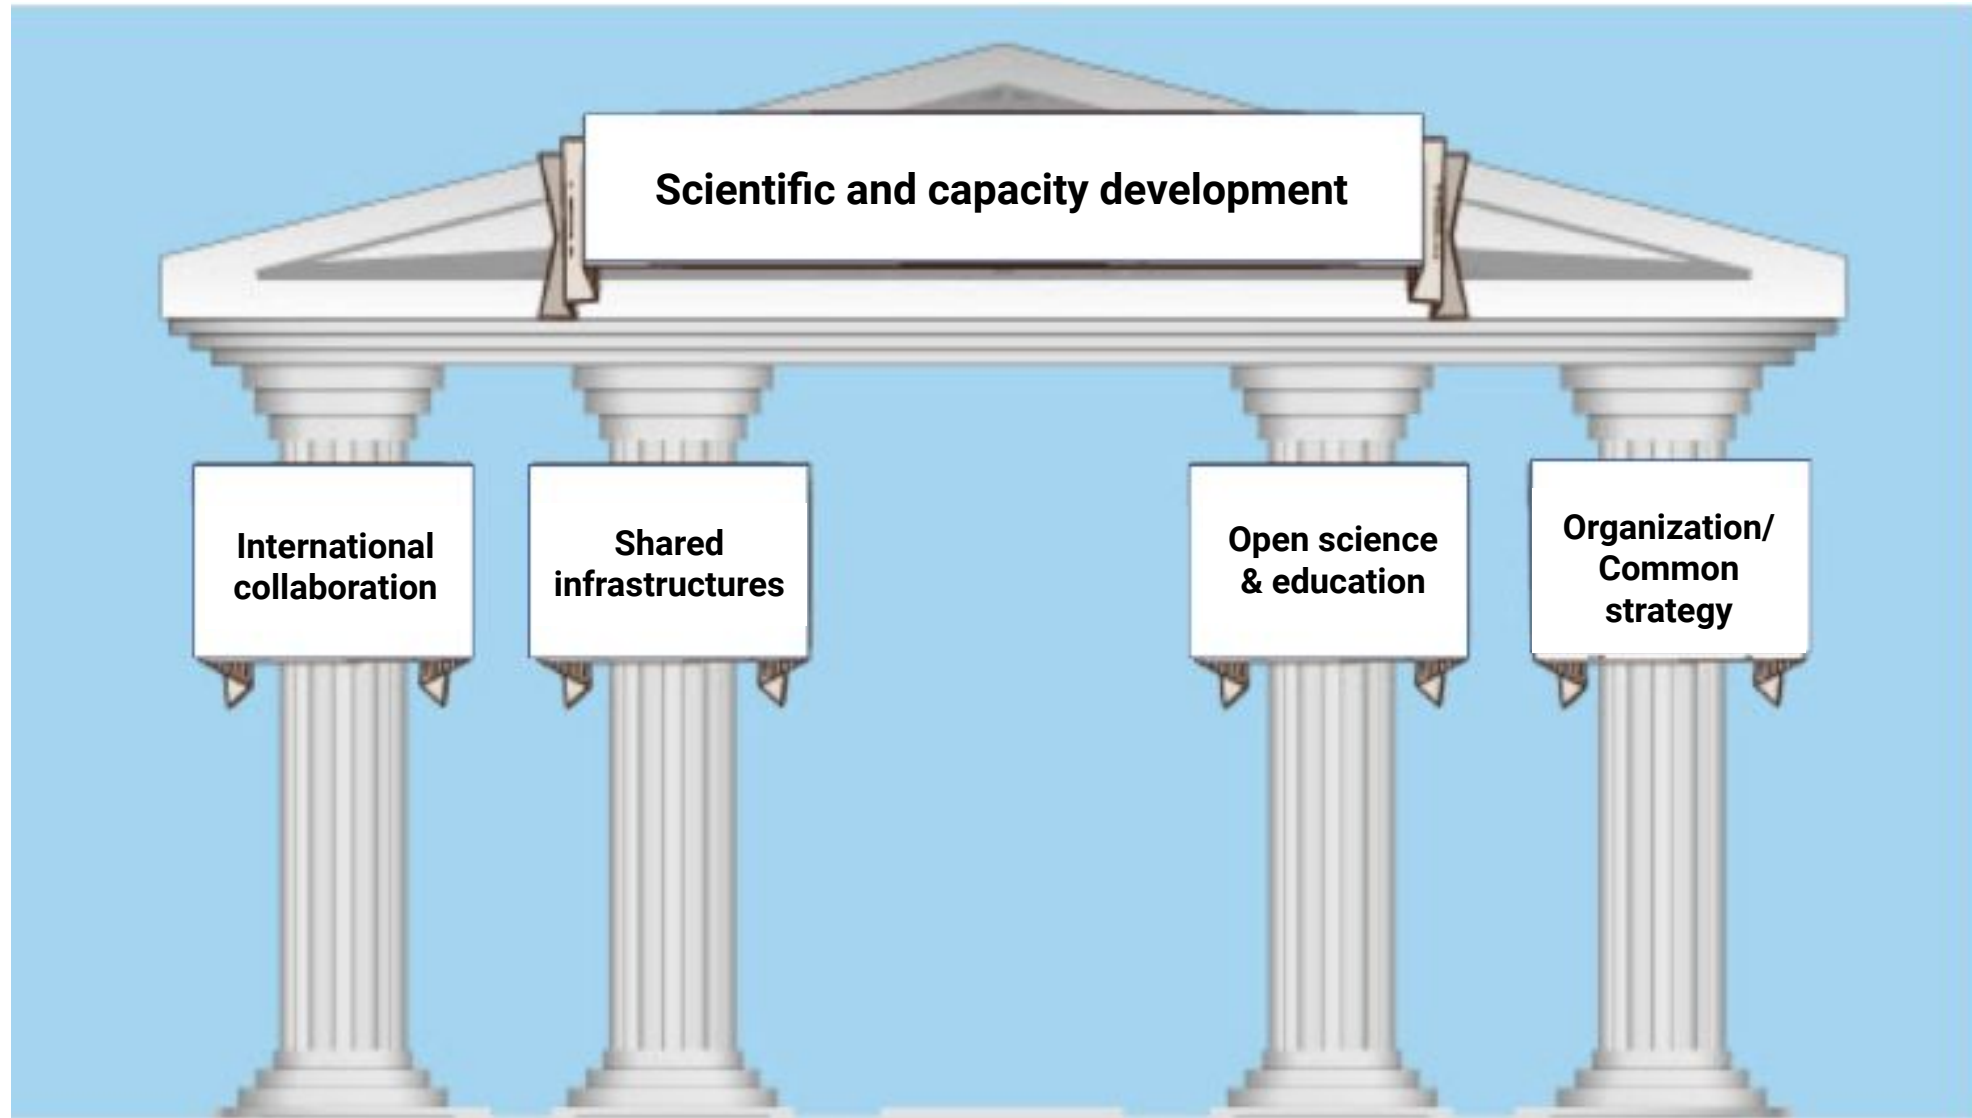 Scientific and capacity development
International
collaboration
Shared
infrastructures
Open science
& education
Organization/
Common
strategy